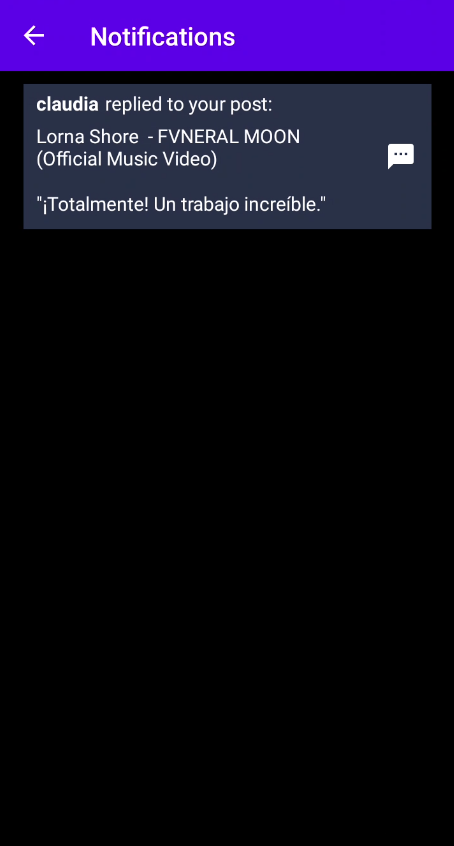 Notifications
claudia replied to your post:
Lorna Shore - FVNERAL MOON
(Official Music Video)
"¡Totalmente! Un trabajo increíble."